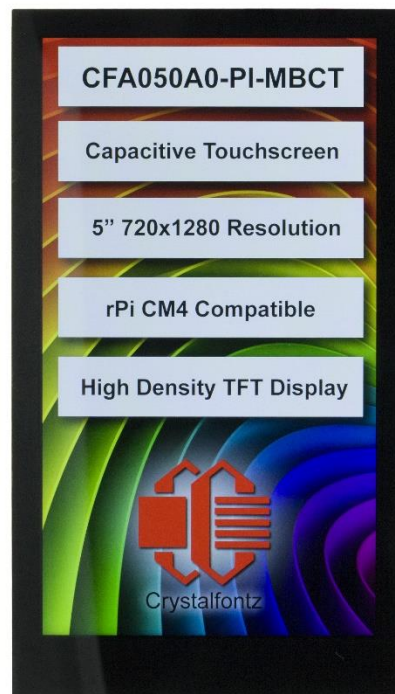 CFA050A0-PI-MBCT
Capacitive Touchscreen
5” 720x1280 Resolution
rPi CM4 Compatible
High Density TFT Display
Crystalfontz